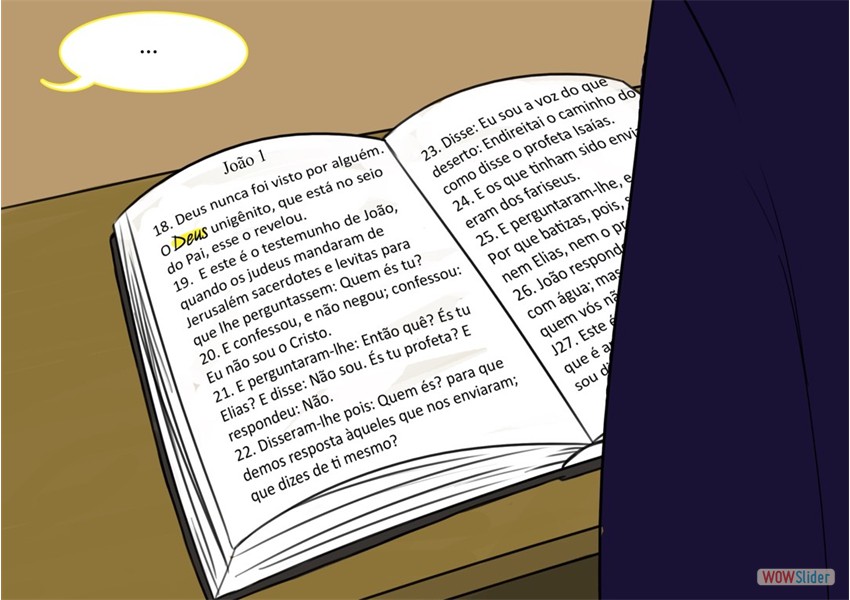 ...
João 1
18. Deus nunca foi visto por alguém.
O Deus unigênito, que está no seio
do Pai, esse o revelou.
19. E este é o testemunho de João,
quando os judeus mandaram de
Jerusalém sacerdotes e levitas para
que lhe perguntassem: Quem és tu?
20. E confessou, e não negou; confessou:
Eu não sou o Cristo.
21. E perguntaram-lhe: Então quê? És tu
Elias? E disse: Não sou. És tu profeta? E
respondeu: Não.
22. Disseram-lhe pois: Quem és? para que
demos resposta àqueles que nos enviaram;
que dizes de ti mesmo?
23. Disse: Eu sou a voz do que
deserto: Endireitai o caminho do
como disse o profeta Isaías.
24. E os que tinham sido
eram dos fariseus.
25. E perguntaram-lhe, e
Por que batizas, pois,
nem Elias, nem o
26. João
com água; mas
quem vós
J27. Este
que é
sou
WOWSlider